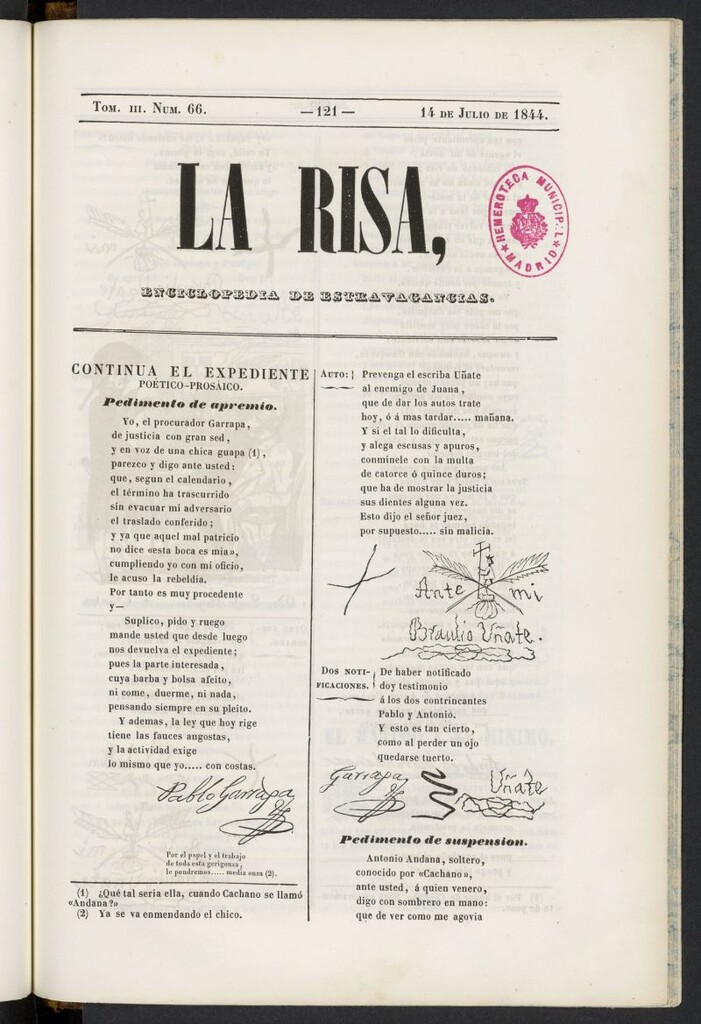 Tom. III. Num. 66.
—121—
14 de Julio de 1844.
LA RISA,
ENCICLOPEDIA DE ESTRAVAGANCIAS.
HEMEROTECA MUNICIPAL
★ MADRID ★
CONTINUA EL EXPEDIENTE
POÉTICO-PROSÁICO.
Pedimento de apremio.
Yo, el procurador Garrapa,
de justicia con gran sed,
y en voz de una chica guapa (1),
parezco y digo ante usted:
que, segun el calendario,
el término ha trascurrido
sin evacuar mi adversario
el traslado conferido;
y ya que aquel mal patricio
no dice «esta boca es mia»,
cumpliendo yo con mi oficio,
le acuso la rebeldía.
Por tanto es muy procedente
y—
Suplico, pido y ruego
mande usted que desde luego
nos devuelva el expediente;
pues la parte interesada,
cuya barba y bolsa afeito,
ni come, duerme, ni nada,
pensando siempre en su pleito.
Y ademas, la ley que hoy rige
tiene las fauces angostas,
y la actividad exige
lo mismo que yo..... con costas.
Pablo Garrapa
Por el papel y el trabajo
de toda esta gerigonza,
le pondremos..... media onza (2).
(1) ¿Qué tal seria ella, cuando Cachano se llamó
«Andana?»
(2) Ya se va enmendando el chico.
Auto: } Prevenga el escriba Uñate
al enemigo de Juana,
que de dar los autos trate
hoy, ó á mas tardar..... mañana.
Y si el tal lo dificulta,
y alega escusas y apuros,
conmínele con la multa
de catorce ó quince duros;
que ha de mostrar la justicia
sus dientes alguna vez.
Esto dijo el señor juez,
por supuesto..... sin malicia.
Ante mi
Braulio Uñate.
Dos noti- De haber notificado
ficaciones. doy testimonio
á los dos contrincantes
Pablo y Antonio.
Y esto es tan cierto,
como al perder un ojo
quedarse tuerto.
Garrapa Uñate
Pedimento de suspension.
Antonio Andana, soltero,
conocido por «Cachano»,
ante usted, á quien venero,
digo con sombrero en mano:
que de ver como me agovia